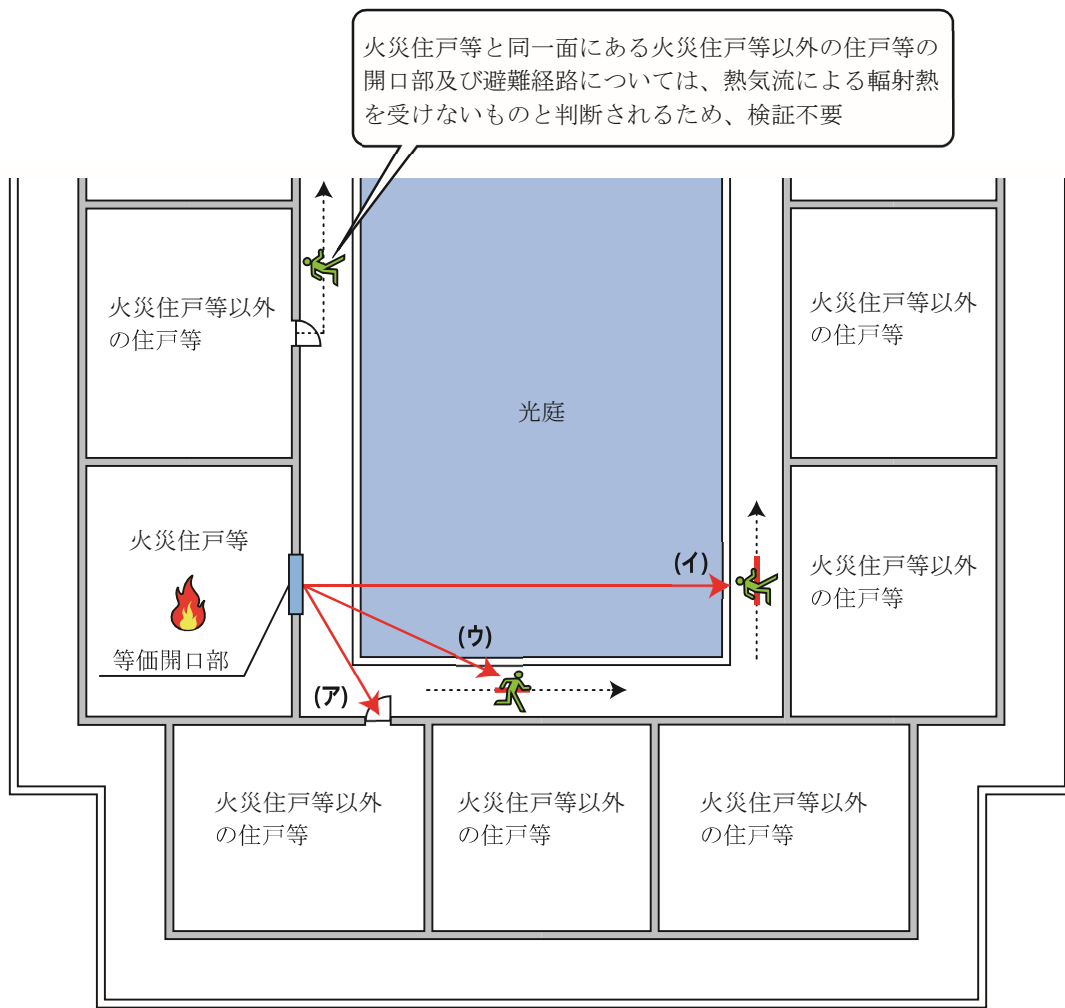 火災住戸等と同一面にある火災住戸等以外の住戸等の
開口部及び避難経路については、熱気流による輻射熱
を受けないものと判断されるため、検証不要
火災住戸等以外
の住戸等
火災住戸等以外
の住戸等
光庭
火災住戸等
(イ)
火災住戸等以外
の住戸等
(ウ)
等価開口部
(ア)
火災住戸等以外
の住戸等
火災住戸等以外
の住戸等
火災住戸等以外
の住戸等